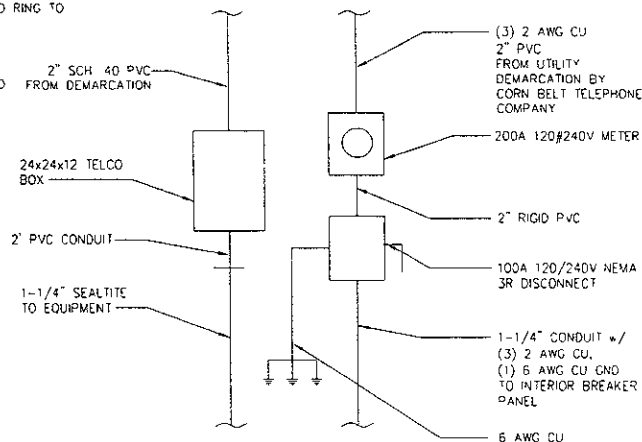 D RING TO
2" SCH 40 PVC
FROM DEMARCATION
D
24x24x12 TELCO
BOX
2" PVC CONDUIT
1-1/4" SEALTITE
TO EQUIPMENT
(3) 2 AWG CU
2" PVC
FROM UTILITY
DEMARCATION BY
CORN BELT TELEPHONE
COMPANY
200A 120#240V METER
2" RIGID PVC
100A 120/240V NEMA
3R DISCONNECT
1-1/4" CONDUIT w/
(3) 2 AWG CU,
(1) 6 AWG CU GND
TO INTERIOR BREAKER
PANEL
6 AWG CU